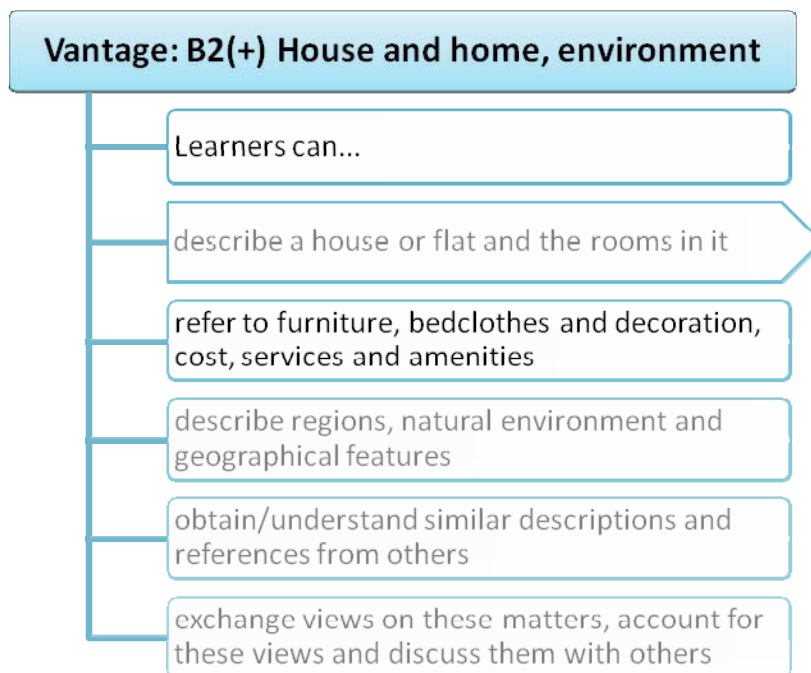 Vantage: B2(+) House and home, environment
Learners can...
describe a house or flat and the rooms in it
refer to furniture, bedclothes and decoration,
cost, services and amenities
describe regions, natural environment and
geographical features
obtain/understand similar descriptions and
references from others
exchange views on these matters, account for
these views and discuss them with others